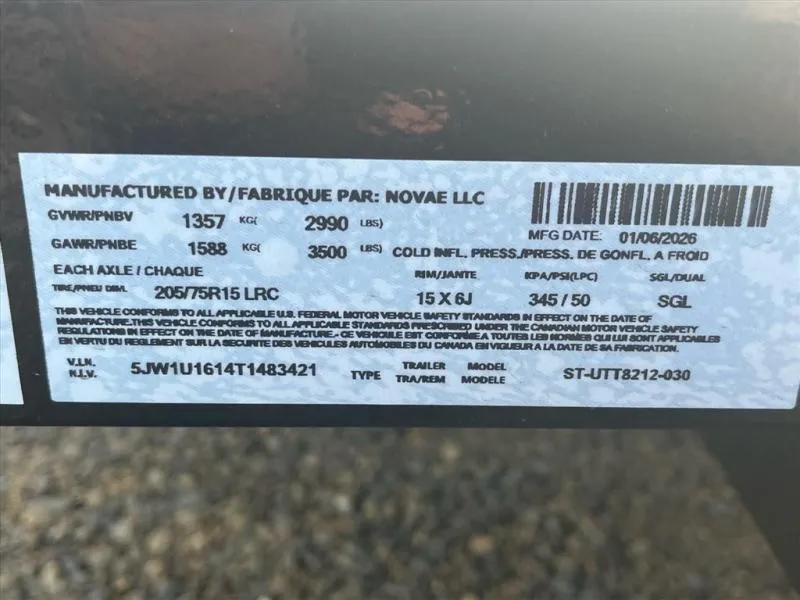 MANUFACTURED BY/FABRIQUE PAR: NOVAE LLC
GVWR/PNBV 1357 KG( 2990 LBS)
MFG DATE: 01/06/2026
GAWR/PNBE 1588 KG( 3500 LBS) COLD INFL. PRESS./PRESS. DE GONFL. A FROID
EACH AXLE / CHAQUE RIM/JANTE KPA/PSI(LPC) SGL/DUAL
TIRE/PNEU DIM. 205/75R15 LRC 15 X 6J 345 / 50 SGL
THIS VEHICLE CONFORMS TO ALL APPLICABLE U.S. FEDERAL MOTOR VEHICLE SAFETY STANDARDS IN EFFECT ON THE DATE OF
MANUFACTURE.THIS VEHICLE CONFORMS TO ALL APPLICABLE STANDARDS PRESCRIBED UNDER THE CANADIAN MOTOR VEHICLE SAFETY
REGULATIONS IN EFFECT ON THE DATE OF MANUFACTURE.- CE VEHICULE EST CONFORME A TOUTES LES NORMES QUI LUI SONT
EN VERTU DU REGLEMENT SUR LA SECURITE DES VEHICULES AUTOMOBILES DU CANADA EN VIGUEUR A LA DATE DE SA FABRICATION.
V.I.N. 5JW1U1614T1483421 TYPE TRAILER MODEL ST-UTT8212-030
N.I.V. TRA/REM MODELE